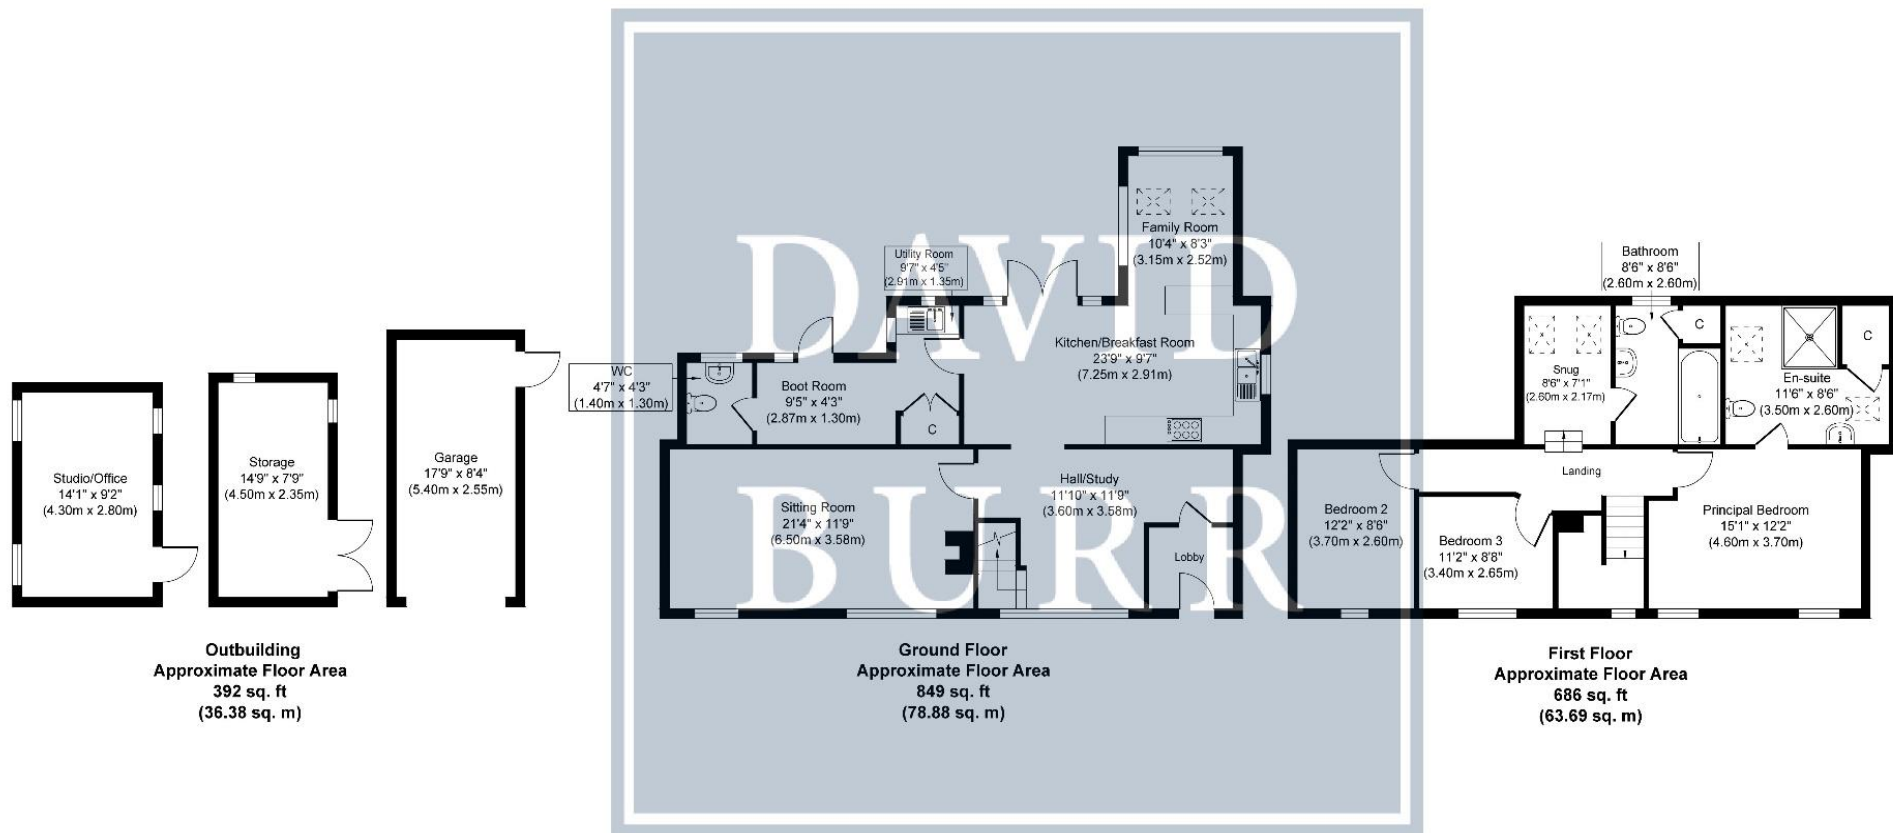 DAVID
BURR
Studio/Office
14'1" x 9'2"
(4.30m x 2.80m)
Storage
14'9" x 7'9"
(4.50m x 2.35m)
Garage
17'9" x 8'4"
(5.40m x 2.55m)
Outbuilding
Approximate Floor Area
392 sq. ft
(36.38 sq. m)
WC
4'7" x 4'3"
(1.40m x 1.30m)
Utility Room
9'7" x 4'5"
(2.91m x 1.35m)
Boot Room
9'5" x 4'3"
(2.87m x 1.30m)
C
Family Room
10'4" x 8'3"
(3.15m x 2.52m)
Kitchen/Breakfast Room
23'9" x 9'7"
(7.25m x 2.91m)
Sitting Room
21'4" x 11'9"
(6.50m x 3.58m)
Hall/Study
11'10" x 11'9"
(3.60m x 3.58m)
Lobby
Ground Floor
Approximate Floor Area
849 sq. ft
(78.88 sq. m)
Bathroom
8'6" x 8'6"
(2.60m x 2.60m)
C
C
Snug
8'6" x 7'1"
(2.60m x 2.17m)
En-suite
11'6" x 8'6"
(3.50m x 2.60m)
Landing
Bedroom 2
12'2" x 8'6"
(3.70m x 2.60m)
Bedroom 3
11'2" x 8'8"
(3.40m x 2.65m)
Principal Bedroom
15'1" x 12'2"
(4.60m x 3.70m)
First Floor
Approximate Floor Area
686 sq. ft
(63.69 sq. m)